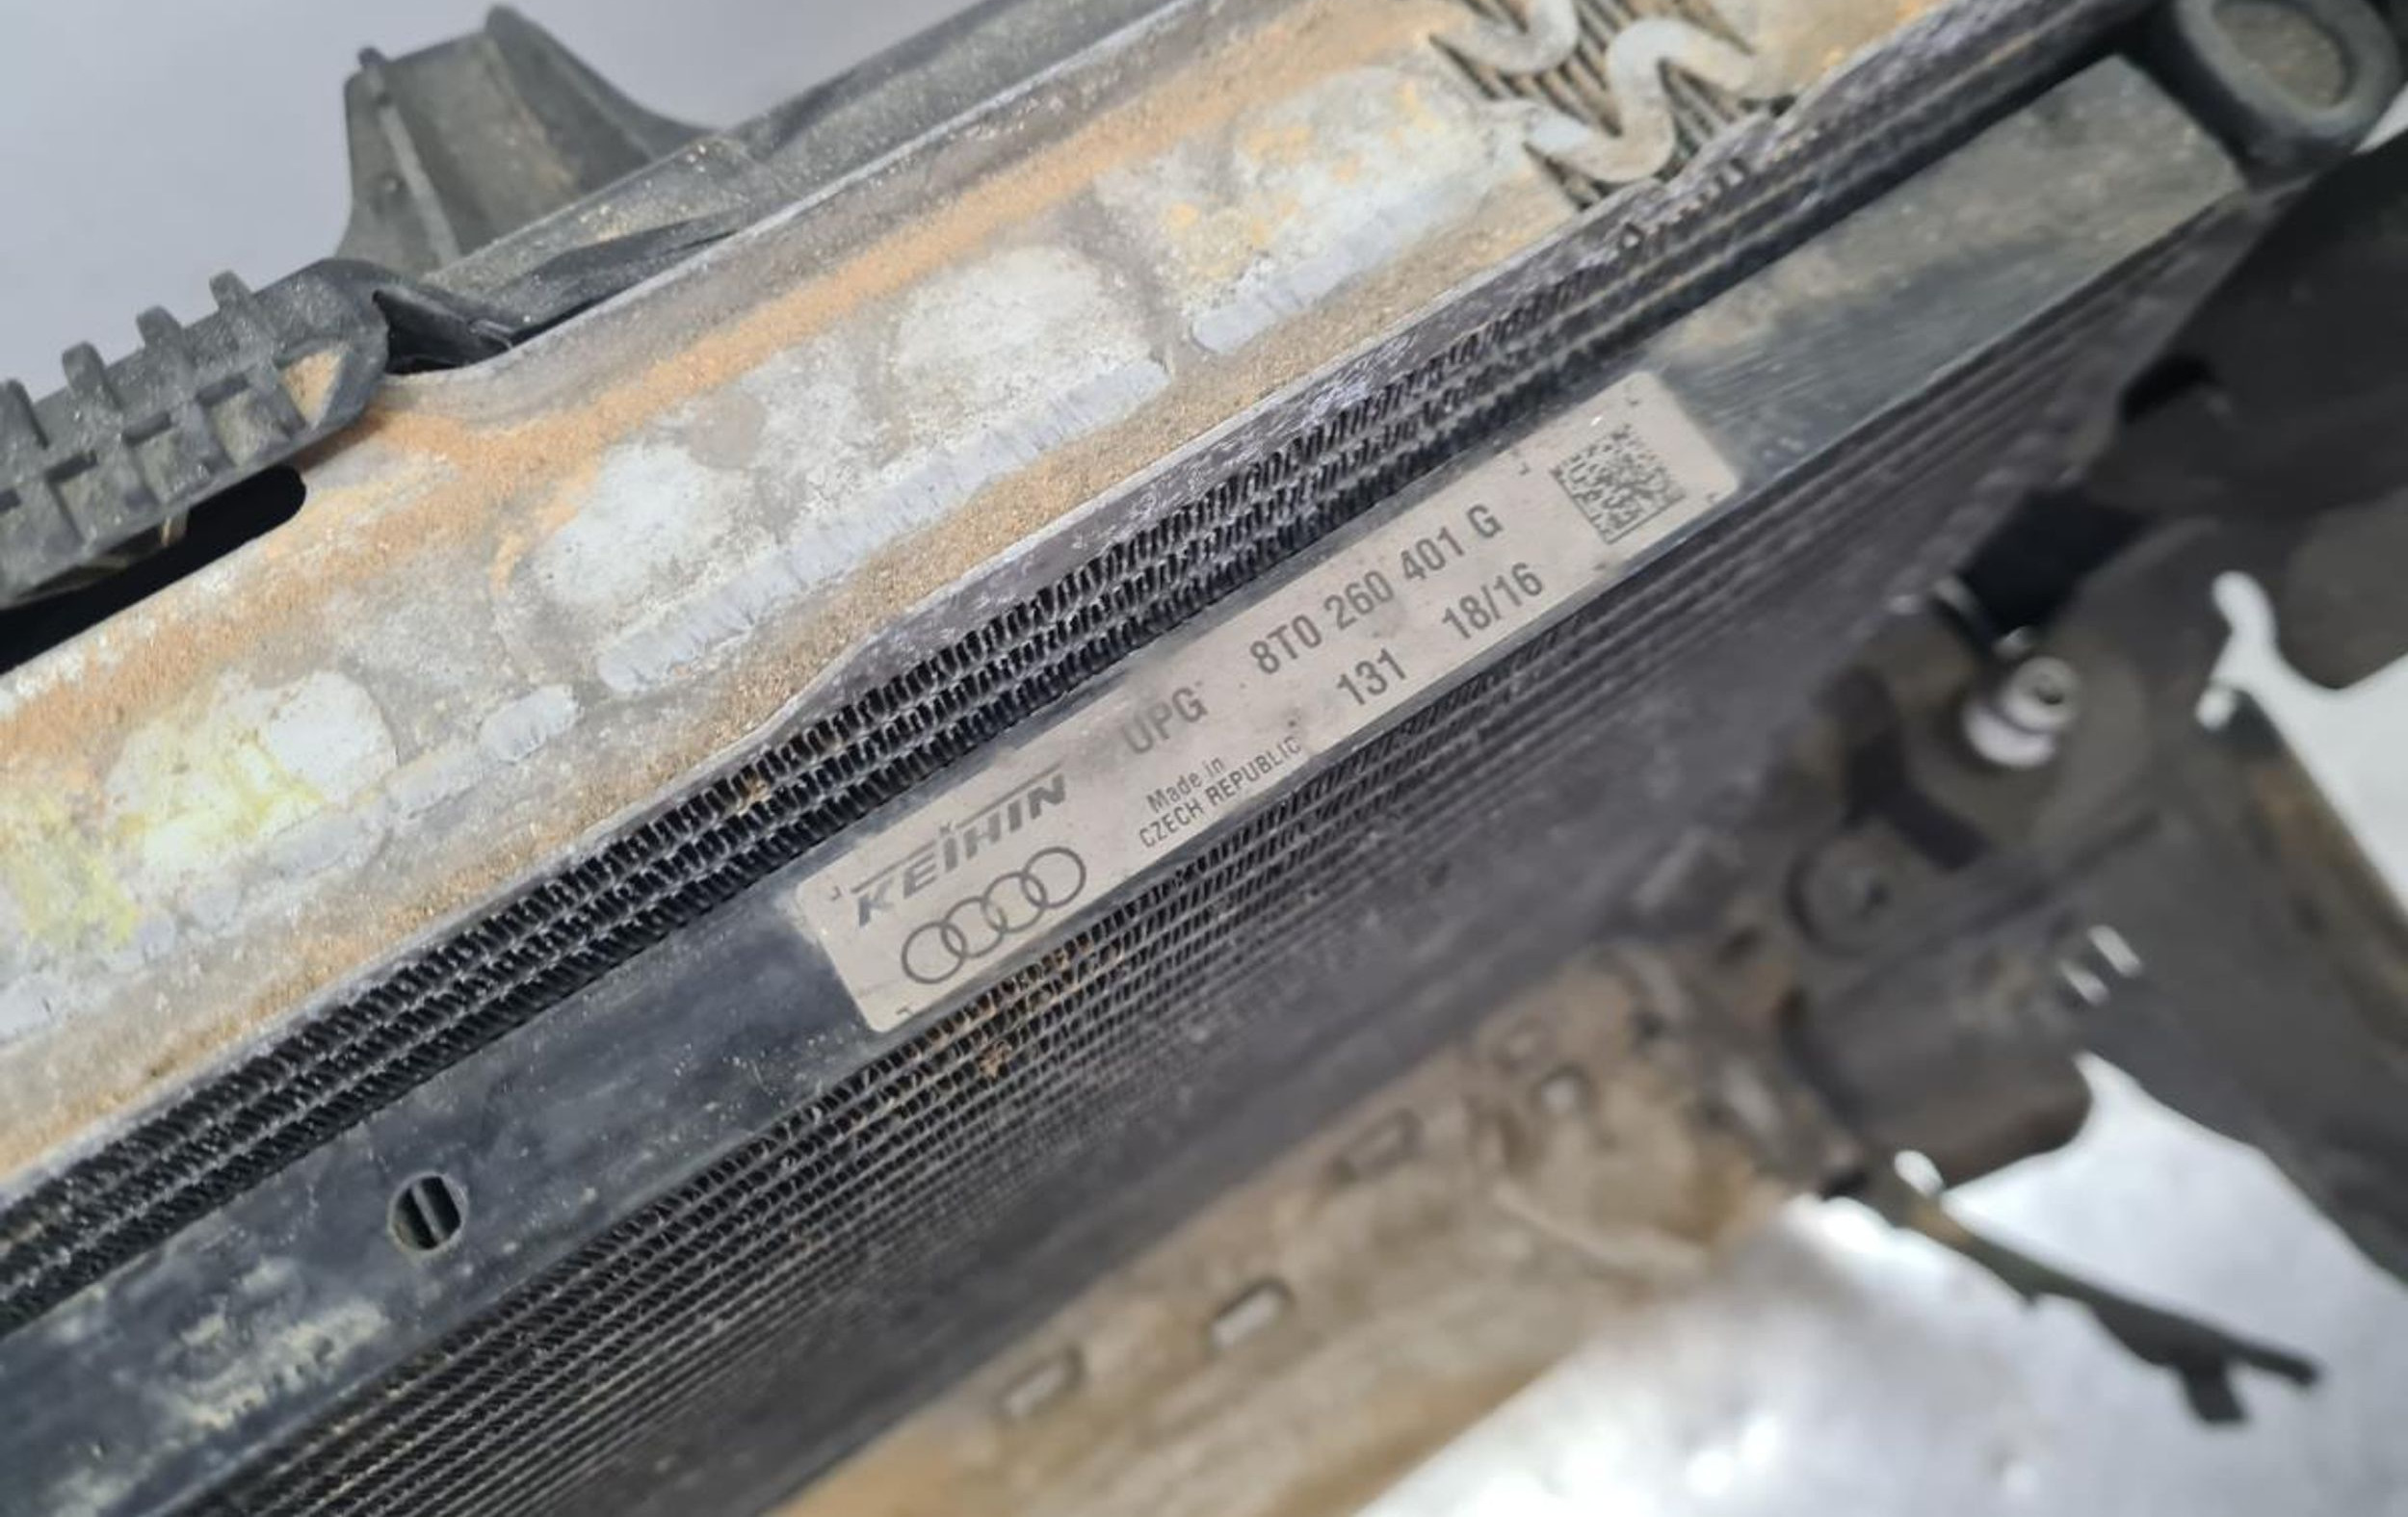 KEIHIN UPG 8T0 260 401 G
Made in
CZECH REPUBLIC
131 18/16